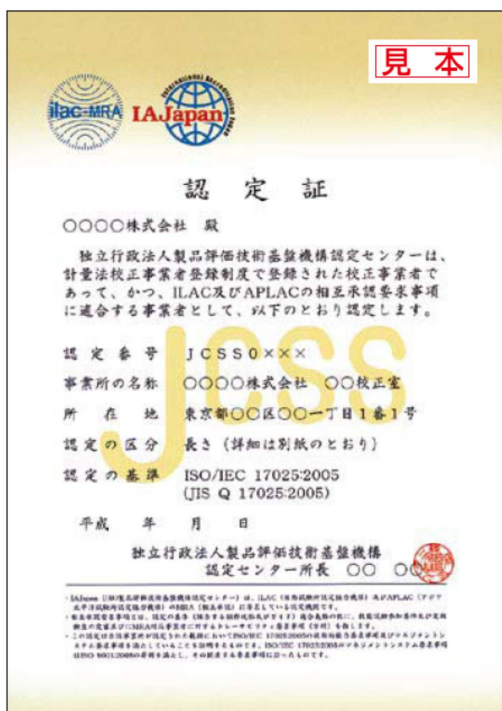 見本
ilac-MRA
International Accreditation Japan
IAJapan
認定証
○○○○株式会社 殿
独立行政法人製品評価技術基盤機構認定センターは、
計量法校正事業者登録制度で登録された校正事業者で
あって、かつ、ILAC及びAPLACの相互承認要求事項
に適合する事業者として、以下のとおり認定します。
JCSS
認定番号 JCSS0×××
事業所の名称 ○○○○株式会社 ○○校正室
所在地 東京都○○区○○一丁目1番1号
認定の区分 長さ (詳細は別紙のとおり)
認定の基準 ISO/IEC 17025:2005
(JIS Q 17025:2005)
平成 年 月 日
独立行政法人製品評価技術基盤機構
認定センター所長 ○○ ○○